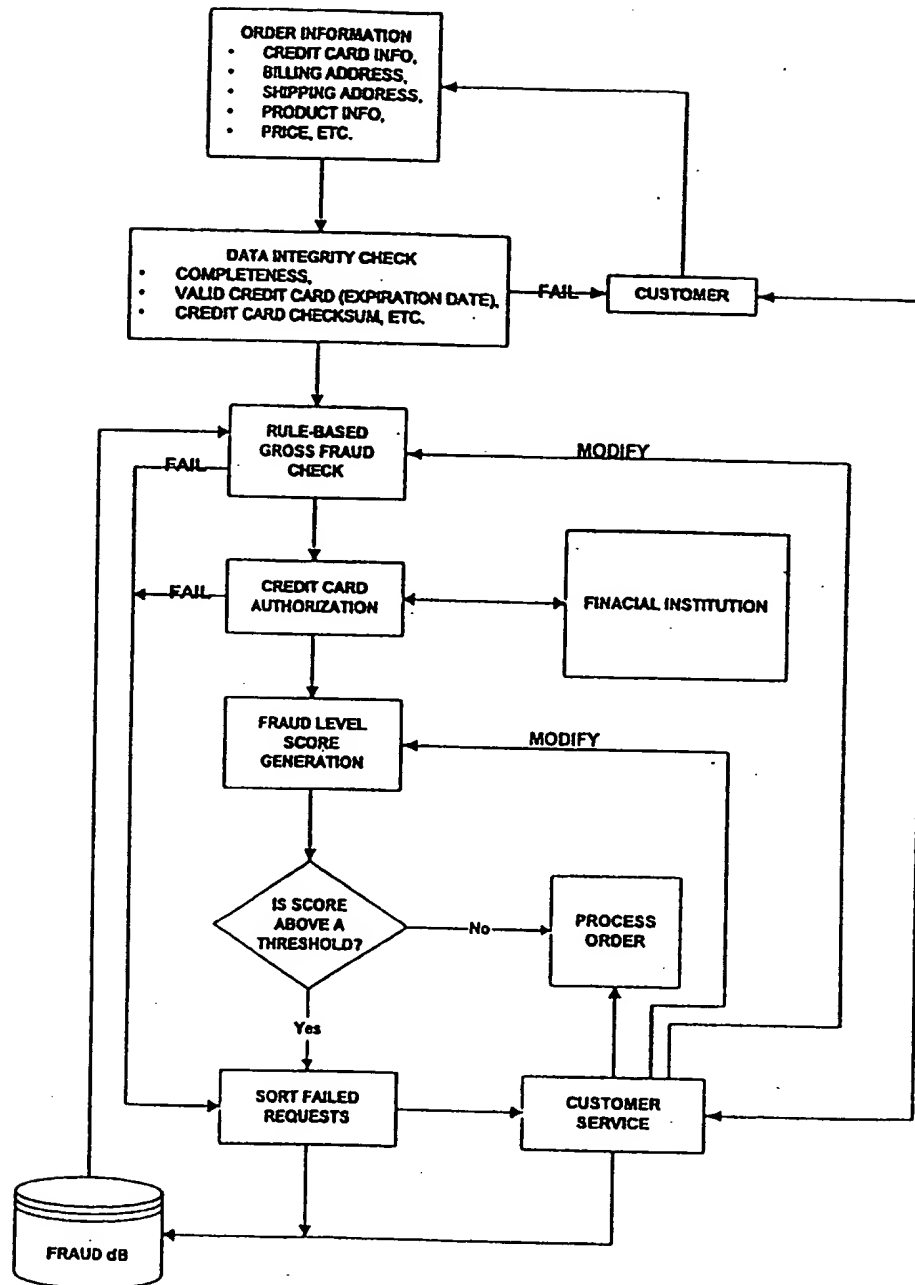 ORDER INFORMATION
• CREDIT CARD INFO,
• BILLING ADDRESS,
• SHIPPING ADDRESS,
• PRODUCT INFO,
• PRICE, ETC.
DATA INTEGRITY CHECK
• COMPLETENESS,
• VALID CREDIT CARD (EXPIRATION DATE),
• CREDIT CARD CHECKSUM, ETC.
FAIL
CUSTOMER
RULE-BASED
GROSS FRAUD
CHECK
MODIFY
FAIL
CREDIT CARD
AUTHORIZATION
FAIL
FINACIAL INSTITUTION
FRAUD LEVEL
SCORE
GENERATION
MODIFY
IS SCORE
ABOVE A
THRESHOLD?
No
PROCESS
ORDER
Yes
SORT FAILED
REQUESTS
CUSTOMER
SERVICE
FRAUD dB